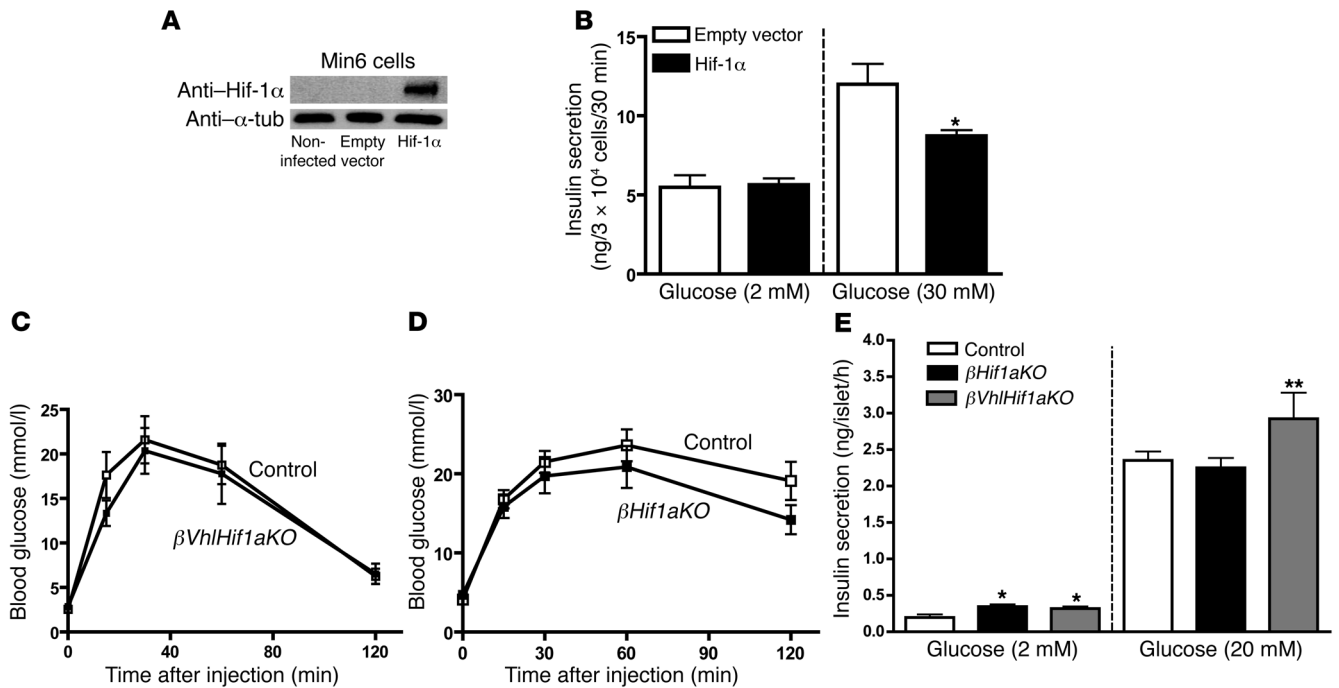 A
Min6 cells
Anti–Hif-1α
Anti–α-tub
Non-
infected
Empty
vector
Hif-1α
B
Empty vector
Hif-1α
Insulin secretion
(ng/3 × 10⁴ cells/30 min)
15
10
5
0
*
Glucose (2 mM)
Glucose (30 mM)
C
Blood glucose (mmol/l)
25
20
15
10
5
0
Control
βVhlHif1aKO
0
40
80
120
Time after injection (min)
D
Blood glucose (mmol/l)
30
20
10
0
Control
βHif1aKO
0
30
60
90
120
Time after injection (min)
E
Insulin secretion (ng/islet/h)
4.0
3.5
3.0
2.5
2.0
1.5
1.0
0.5
0.0
Control
βHif1aKO
βVhlHif1aKO
*
*
**
Glucose (2 mM)
Glucose (20 mM)